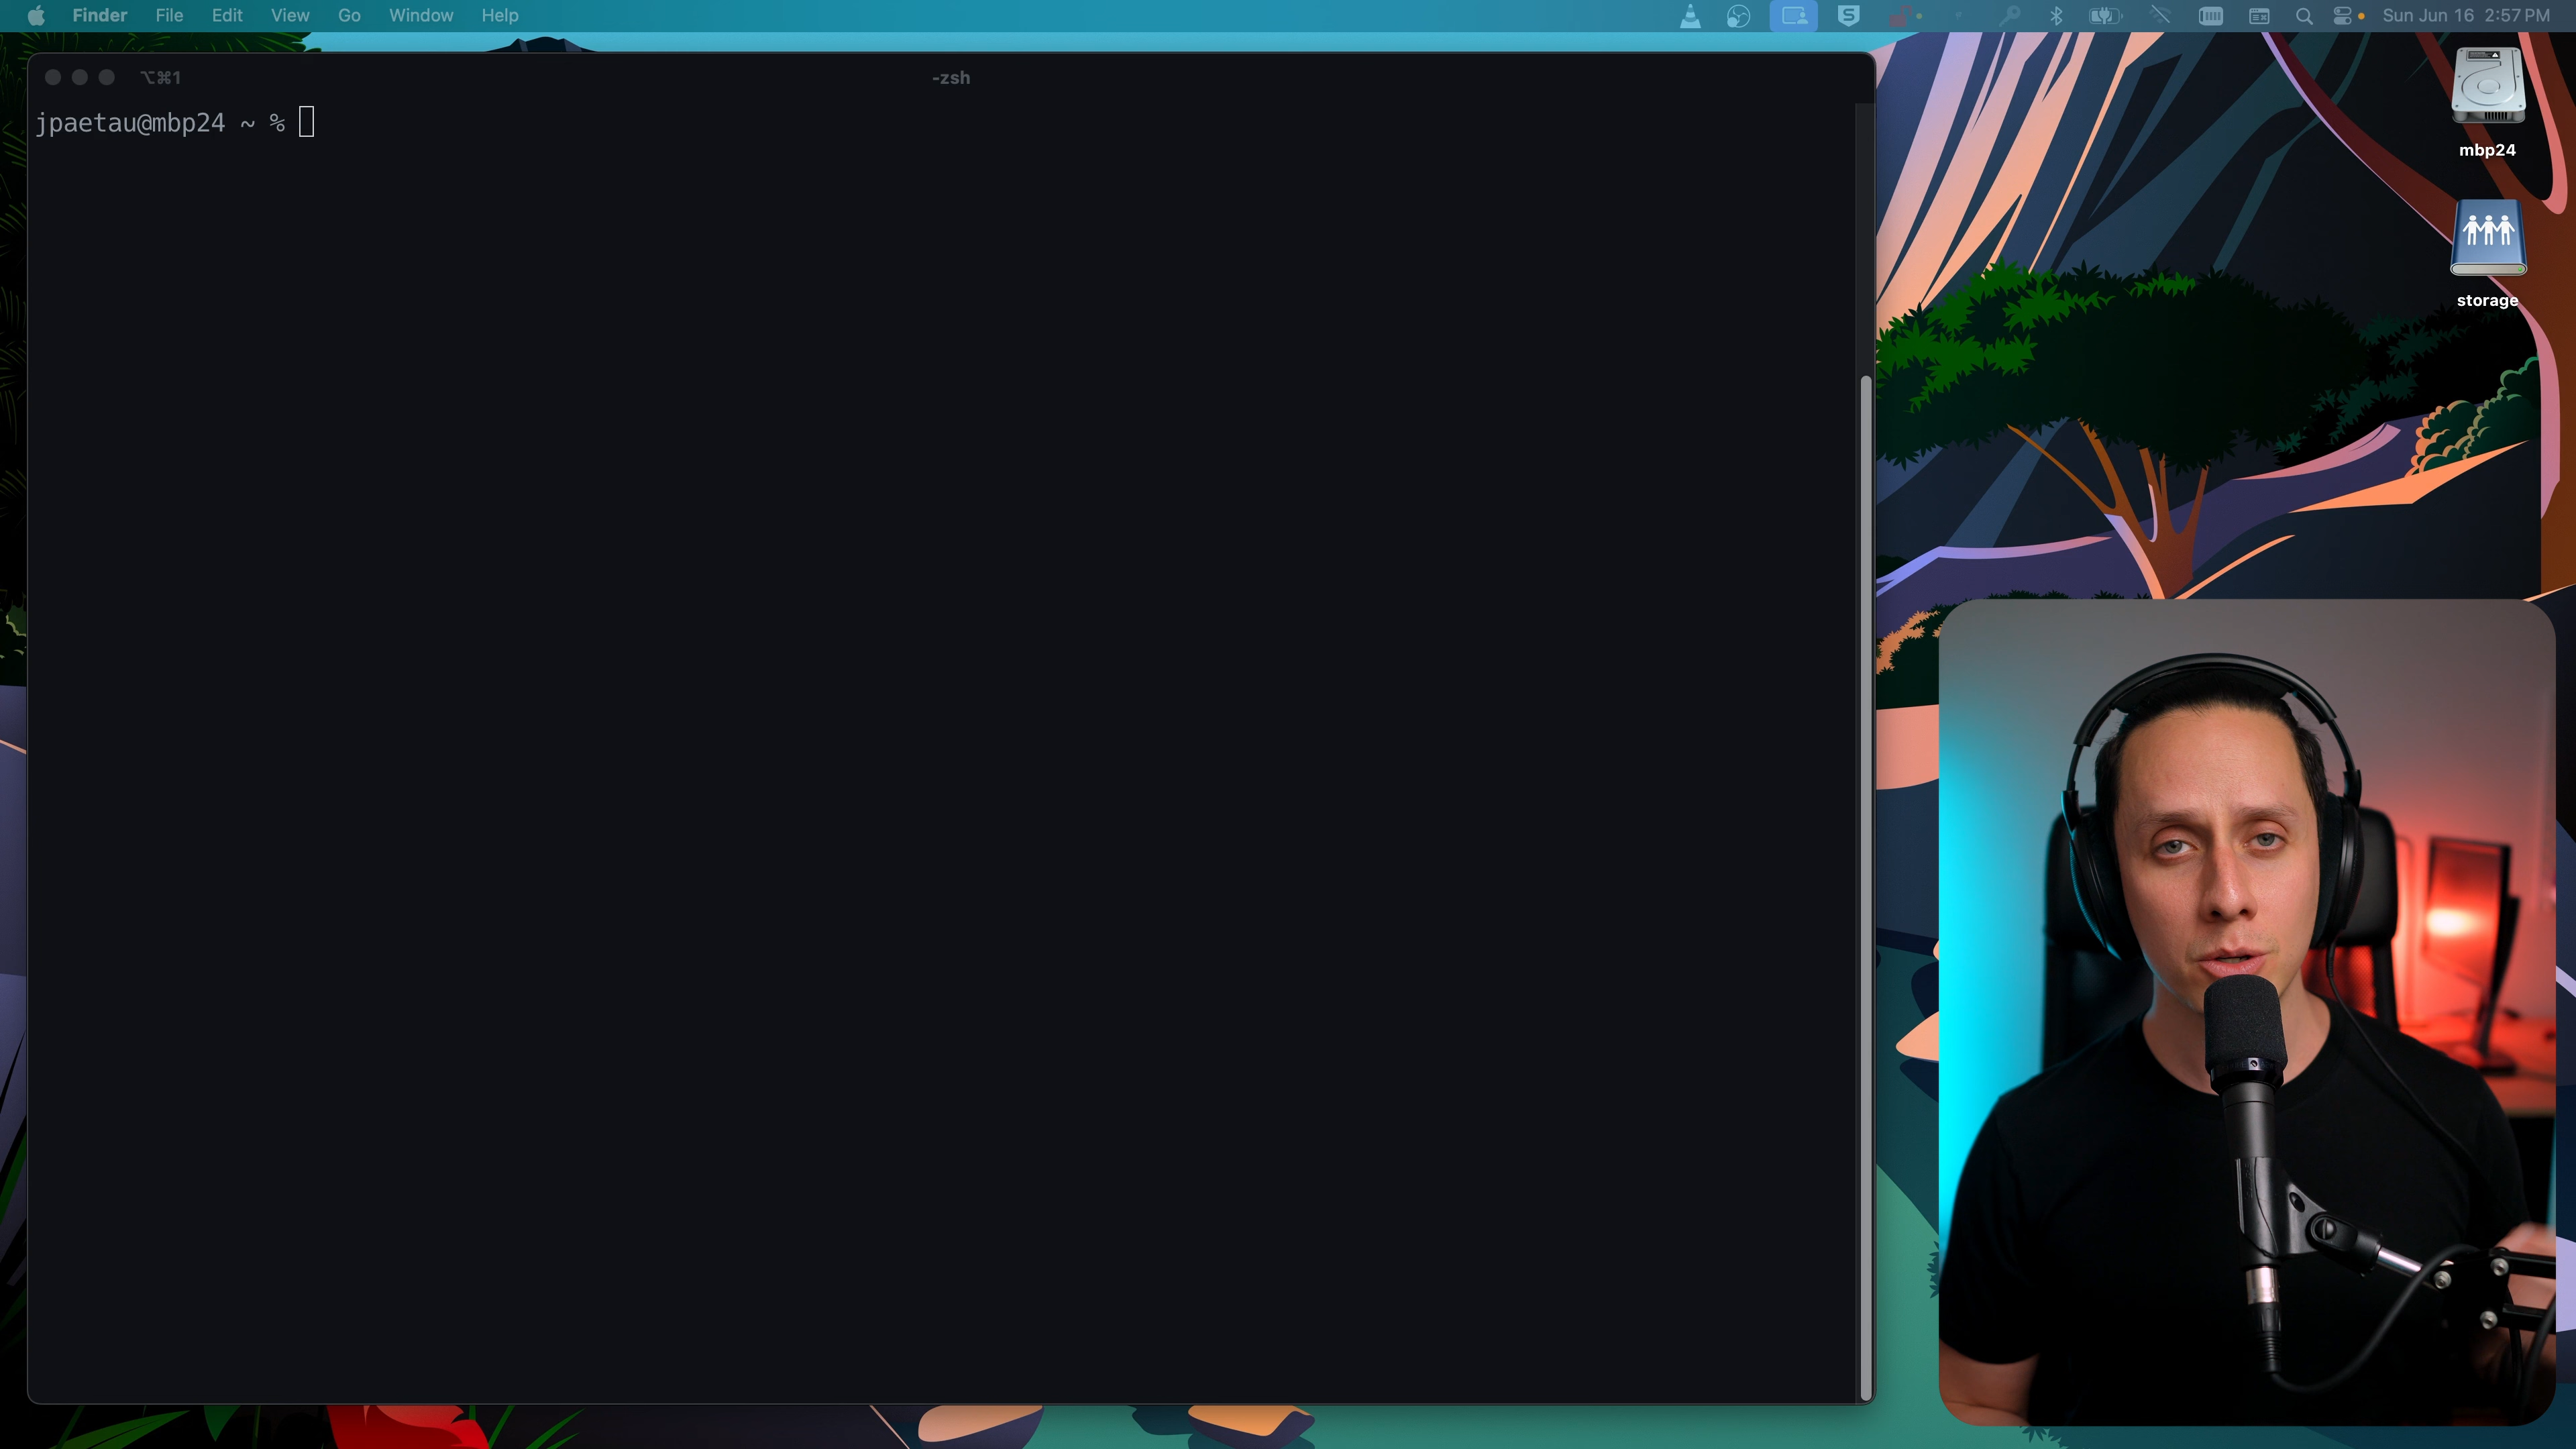 Finder File Edit View Go Window Help
Sun Jun 16 2:57 PM
⌥⌘1
-zsh
jpaetau@mbp24 ~ %
mbp24
storage